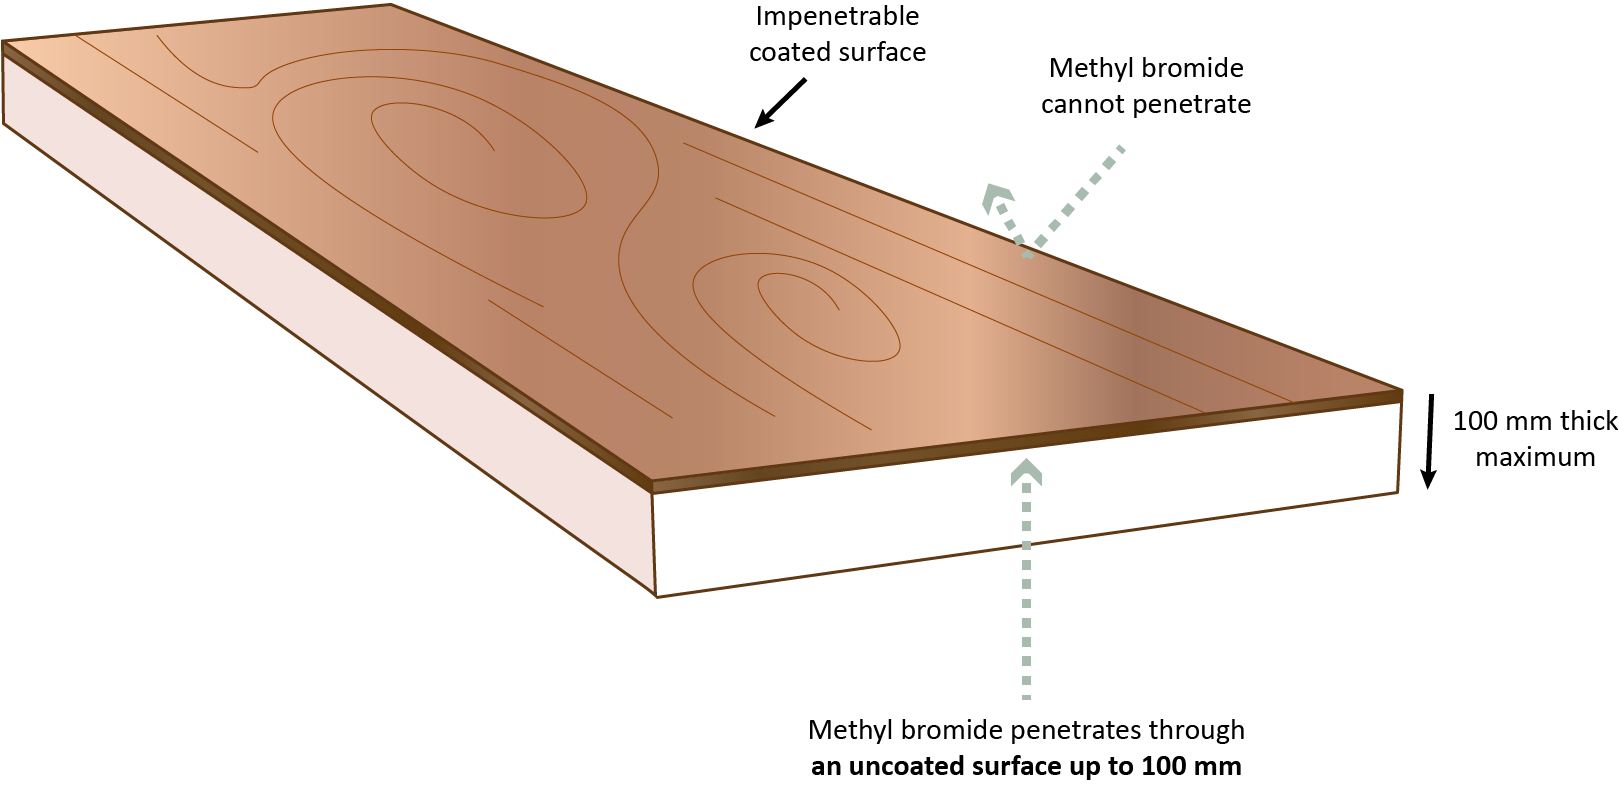 Impenetrable
coated surface
Methyl bromide
cannot penetrate
100 mm thick
maximum
Methyl bromide penetrates through
an uncoated surface up to 100 mm